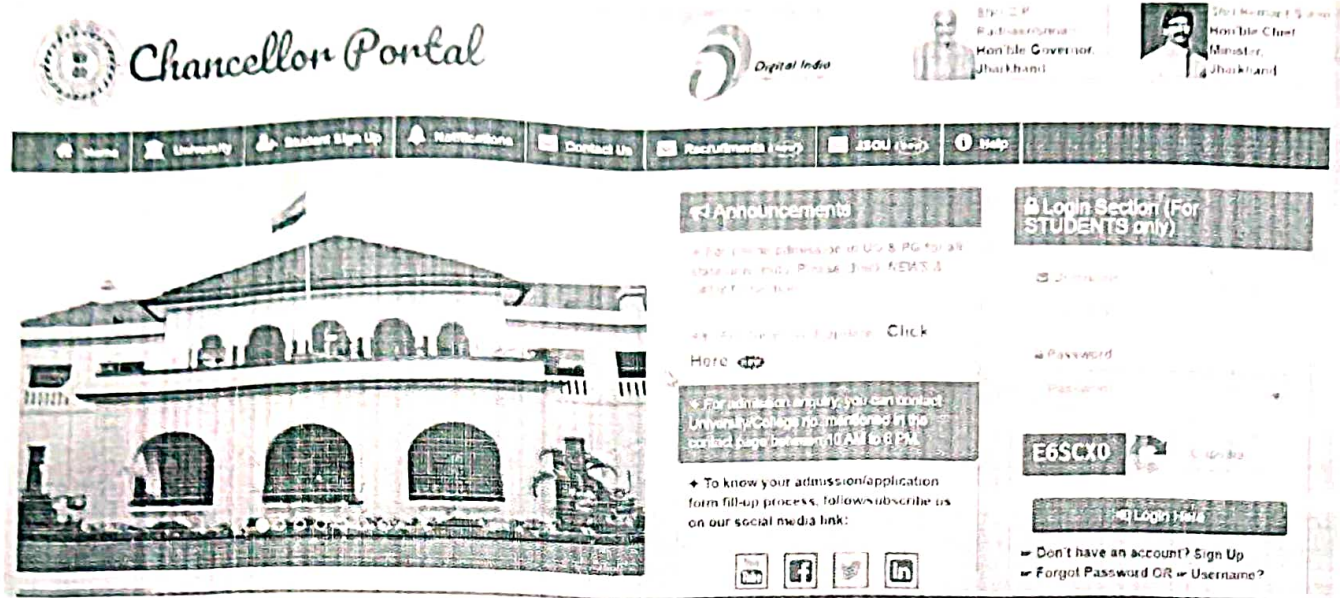 Chancellor Portal
Digital India
Radhakrishna
Hon'ble Governor,
Jharkhand
Hon'ble Chief
Minister,
Jharkhand
Home
University
Student Sign Up
Notifications
Contact Us
Recruitments
JSOU
Help
Announcements
Click
Here
+ For admission enquiry, you can contact
University/College no. mentioned in the
contact page between 10 AM to 6 PM.
+ To know your admission/application
form fill-up process, follow/subscribe us
on our social media link:
Login Section (For
STUDENTS only)
Password
Password
E6SCX0
Login Here
Don't have an account? Sign Up
Forgot Password OR Username?